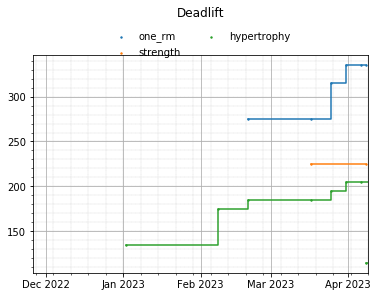 Deadlift
one_rm
hypertrophy
strength
300
250
200
150
Dec 2022 Jan 2023 Feb 2023 Mar 2023 Apr 2023